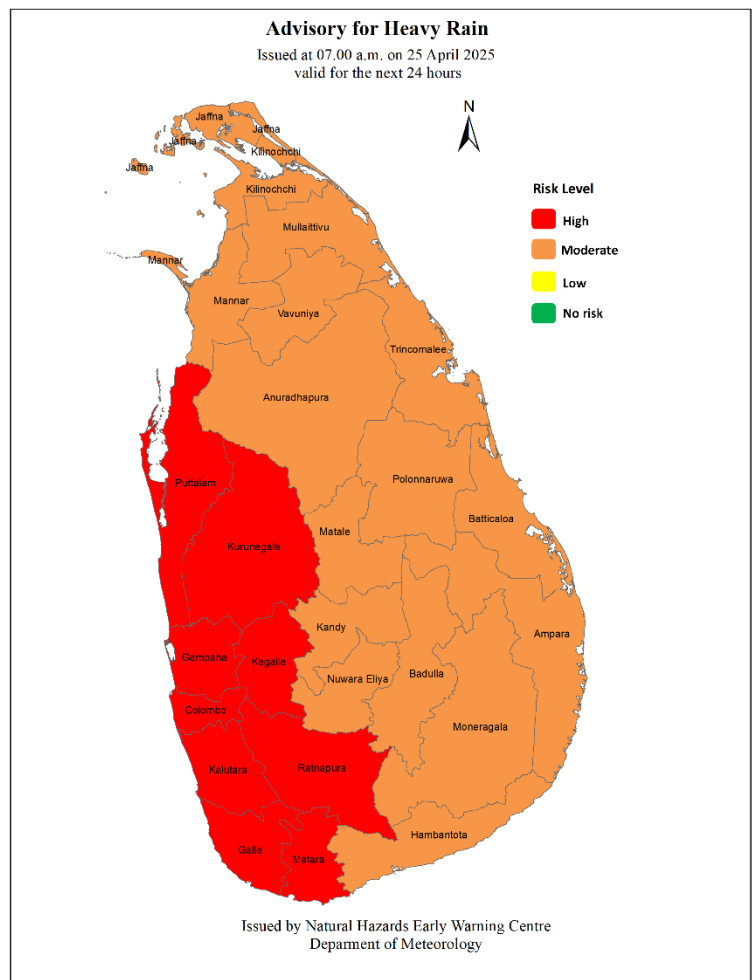 Advisory for Heavy Rain
Issued at 07.00 a.m. on 25 April 2025
valid for the next 24 hours
N
Jaffna
Jaffna
Jaffna
Kilinochchi
Jaffna
Kilinochchi
Risk Level
High
Mullaittivu
Moderate
Mannar
Low
Mannar
Vavuniya
No risk
Trincomalee
Anuradhapura
Puttalam
Polonnaruwa
Batticaloa
Matale
Kurunegala
Kandy
Ampara
Gampaha
Kegalle
Nuwara Eliya
Badulla
Colombo
Moneragala
Kalutara
Ratnapura
Hambantota
Galle
Matara
Issued by Natural Hazards Early Warning Centre
Deparment of Meteorology